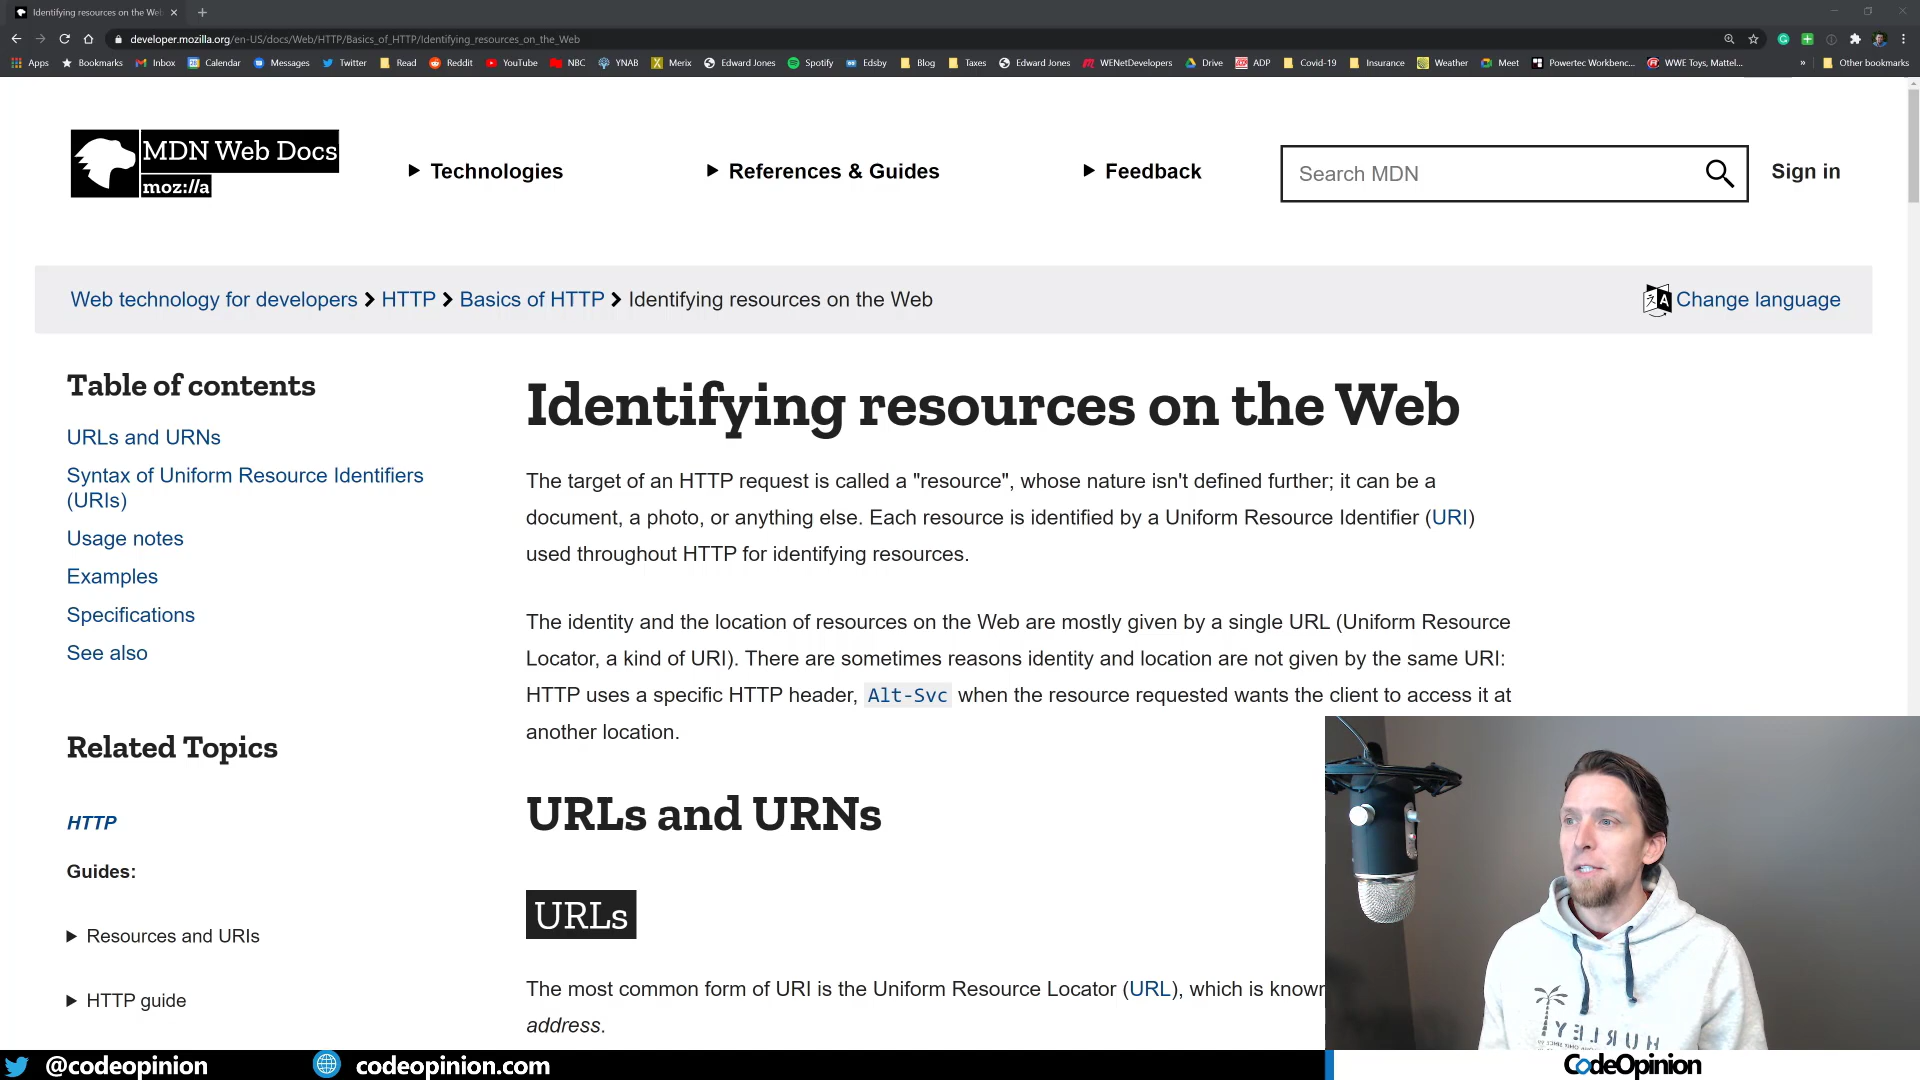 Identifying resources on the We
developer.mozilla.org/en-US/docs/Web/HTTP/Basics_of_HTTP/Identifying_resources_on_the_Web
Apps Bookmarks Inbox Calendar Messages Twitter Read Reddit YouTube NBC YNAB Merix Edward Jones Spotify Edsby Blog Taxes Edward Jones WENetDevelopers Drive ADP Covid-19 Insurance Weather Meet Powertec Workbenc... WWE Toys, Mattel... » Other bookmarks
MDN Web Docs
moz://a
Technologies
References & Guides
Feedback
Search MDN
Sign in
Web technology for developers > HTTP > Basics of HTTP > Identifying resources on the Web
Change language
Table of contents
URLs and URNs
Syntax of Uniform Resource Identifiers
(URIs)
Usage notes
Examples
Specifications
See also
Related Topics
HTTP
Guides:
Resources and URIs
HTTP guide
Identifying resources on the Web
The target of an HTTP request is called a "resource", whose nature isn't defined further; it can be a
document, a photo, or anything else. Each resource is identified by a Uniform Resource Identifier (URI)
used throughout HTTP for identifying resources.
The identity and the location of resources on the Web are mostly given by a single URL (Uniform Resource
Locator, a kind of URI). There are sometimes reasons identity and location are not given by the same URI:
HTTP uses a specific HTTP header, Alt-Svc when the resource requested wants the client to access it at
another location.
URLs and URNs
URLs
The most common form of URI is the Uniform Resource Locator (URL), which is known
address.
HURLEY
@codeopinion
codeopinion.com
CodeOpinion